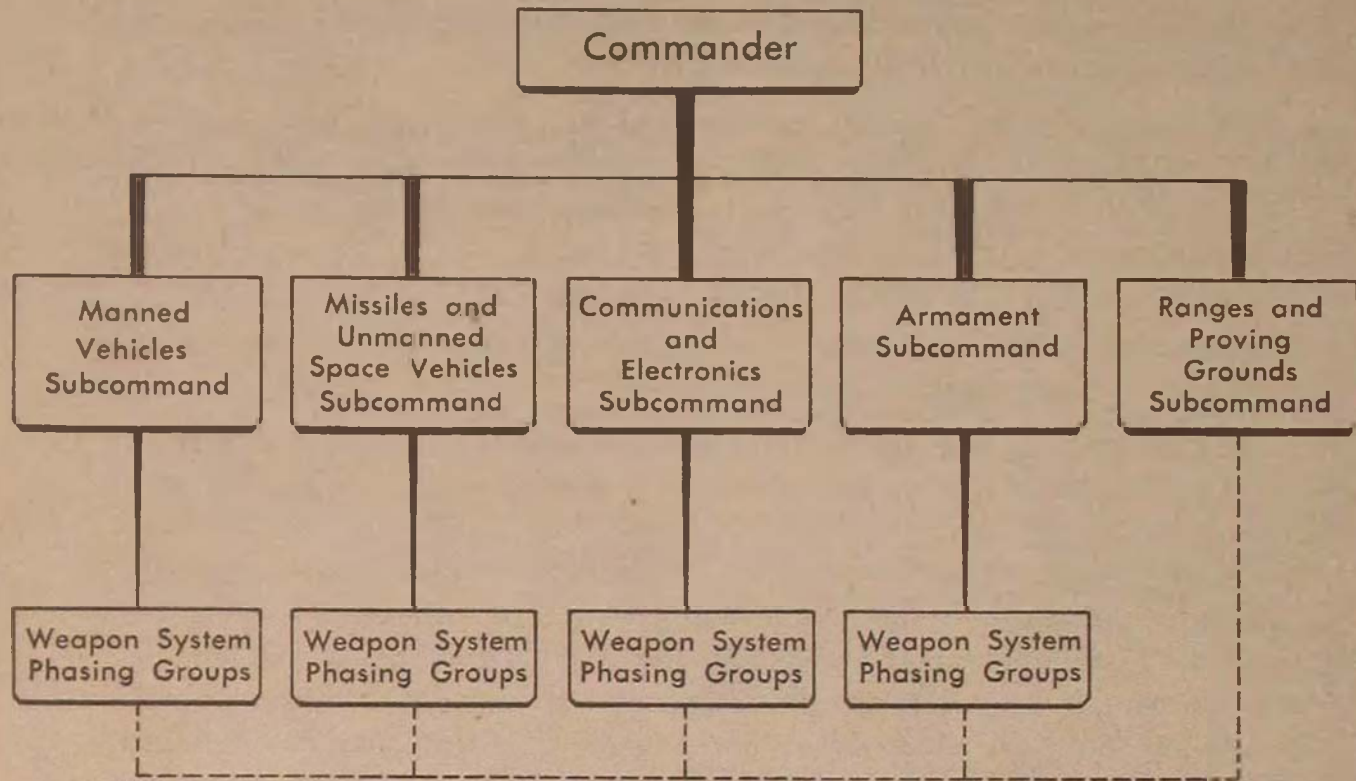 Commander
Manned
Vehicles
Subcommand
Missiles and
Unmanned
Space Vehicles
Subcommand
Communications
and
Electronics
Subcommand
Armament
Subcommand
Ranges and
Proving
Grounds
Subcommand
Weapon System
Phasing Groups
Weapon System
Phasing Groups
Weapon System
Phasing Groups
Weapon System
Phasing Groups